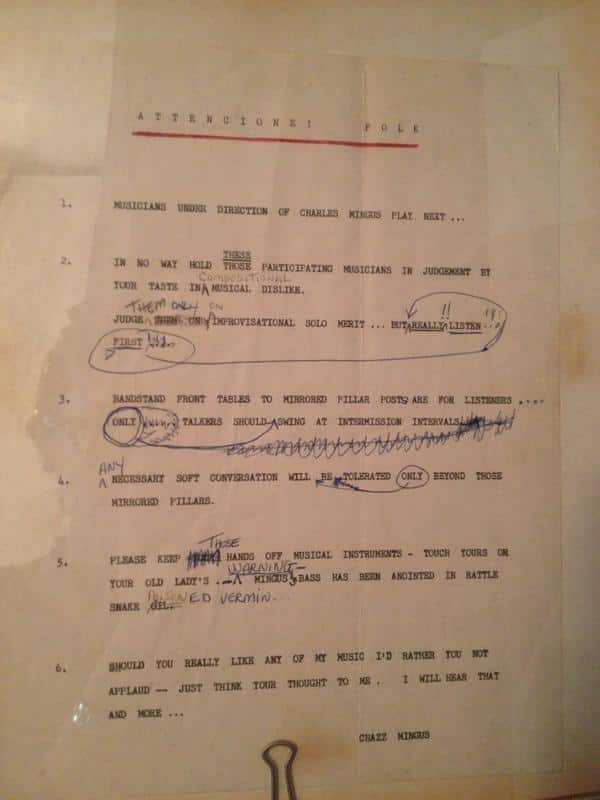 ATTENCIONE! FOLK
1. MUSICIANS UNDER DIRECTION OF CHARLES MINGUS PLAY NEXT ...
THESE
2. IN NO WAY HOLD THOSE PARTICIPATING MUSICIANS IN JUDGEMENT BY
COMPOSITIONAL
YOUR TASTE IN MUSICAL DISLIKE.
THEM ONLY ON
JUDGE IMPROVISATIONAL SOLO MERIT ... BUT REALLY !! LISTEN ...!!
FIRST !!!...
3. BANDSTAND FRONT TABLES TO MIRRORED PILLAR POSTS ARE FOR LISTENERS ....
ONLY TALKERS SHOULD SWING AT INTERMISSION INTERVALS
ANY
4. NECESSARY SOFT CONVERSATION WILL BE TOLERATED ONLY BEYOND THOSE
MIRRORED PILLARS.
THOSE
5. PLEASE KEEP HANDS OFF MUSICAL INSTRUMENTS - TOUCH YOURS OR
WARNING-
YOUR OLD LADY'S .- MINGUS' BASS HAS BEEN ANOINTED IN RATTLE
POISONED VERMIN...
SNAKE OIL.
6. SHOULD YOU REALLY LIKE ANY OF MY MUSIC I'D RATHER YOU NOT
APPLAUD -- JUST THINK YOUR THOUGHT TO ME. I WILL HEAR THAT
AND MORE ...
CHAZZ MINGUS